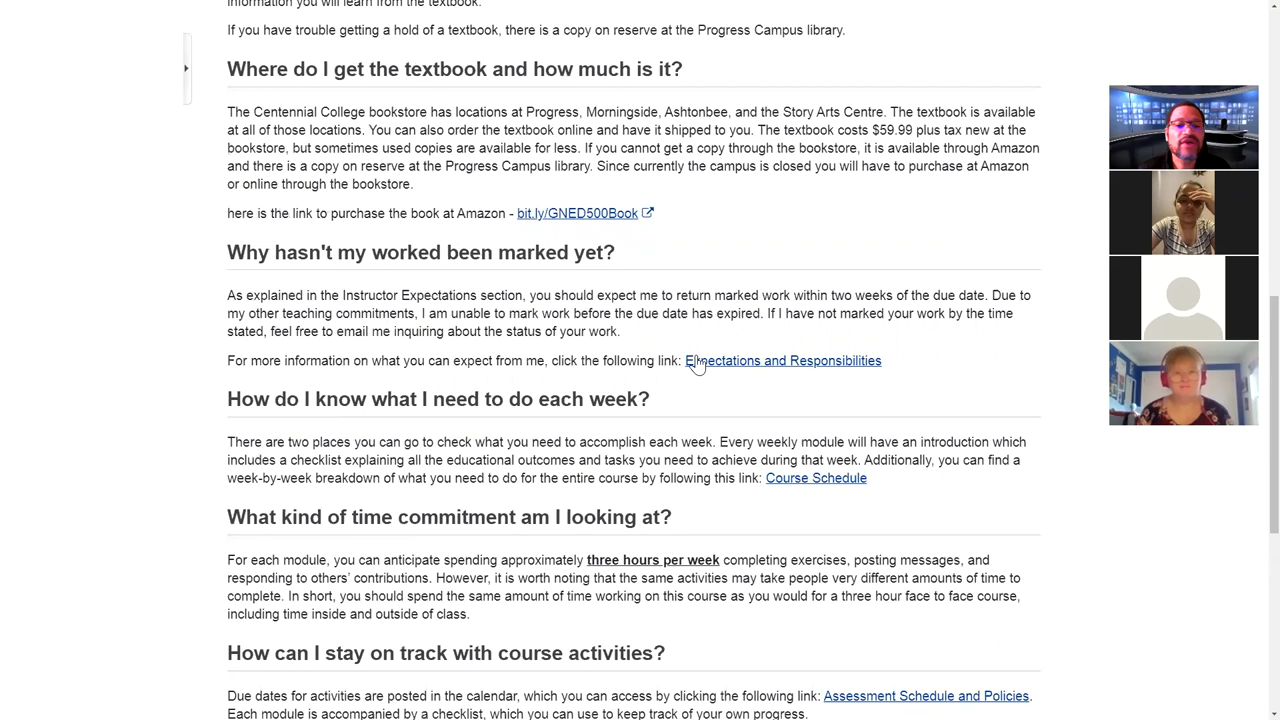 information you will learn from the textbook.
If you have trouble getting a hold of a textbook, there is a copy on reserve at the Progress Campus library.
Where do I get the textbook and how much is it?
The Centennial College bookstore has locations at Progress, Morningside, Ashtonbee, and the Story Arts Centre. The textbook is available
at all of those locations. You can also order the textbook online and have it shipped to you. The textbook costs $59.99 plus tax new at the
bookstore, but sometimes used copies are available for less. If you cannot get a copy through the bookstore, it is available through Amazon
and there is a copy on reserve at the Progress Campus library. Since currently the campus is closed you will have to purchase at Amazon
or online through the bookstore.
here is the link to purchase the book at Amazon - bit.ly/GNED500Book
Why hasn't my worked been marked yet?
As explained in the Instructor Expectations section, you should expect me to return marked work within two weeks of the due date. Due to
my other teaching commitments, I am unable to mark work before the due date has expired. If I have not marked your work by the time
stated, feel free to email me inquiring about the status of your work.
For more information on what you can expect from me, click the following link: Expectations and Responsibilities
How do I know what I need to do each week?
There are two places you can go to check what you need to accomplish each week. Every weekly module will have an introduction which
includes a checklist explaining all the educational outcomes and tasks you need to achieve during that week. Additionally, you can find a
week-by-week breakdown of what you need to do for the entire course by following this link: Course Schedule
What kind of time commitment am I looking at?
For each module, you can anticipate spending approximately three hours per week completing exercises, posting messages, and
responding to others' contributions. However, it is worth noting that the same activities may take people very different amounts of time to
complete. In short, you should spend the same amount of time working on this course as you would for a three hour face to face course,
including time inside and outside of class.
How can I stay on track with course activities?
Due dates for activities are posted in the calendar, which you can access by clicking the following link: Assessment Schedule and Policies.
Each module is accompanied by a checklist, which you can use to keep track of your own progress.